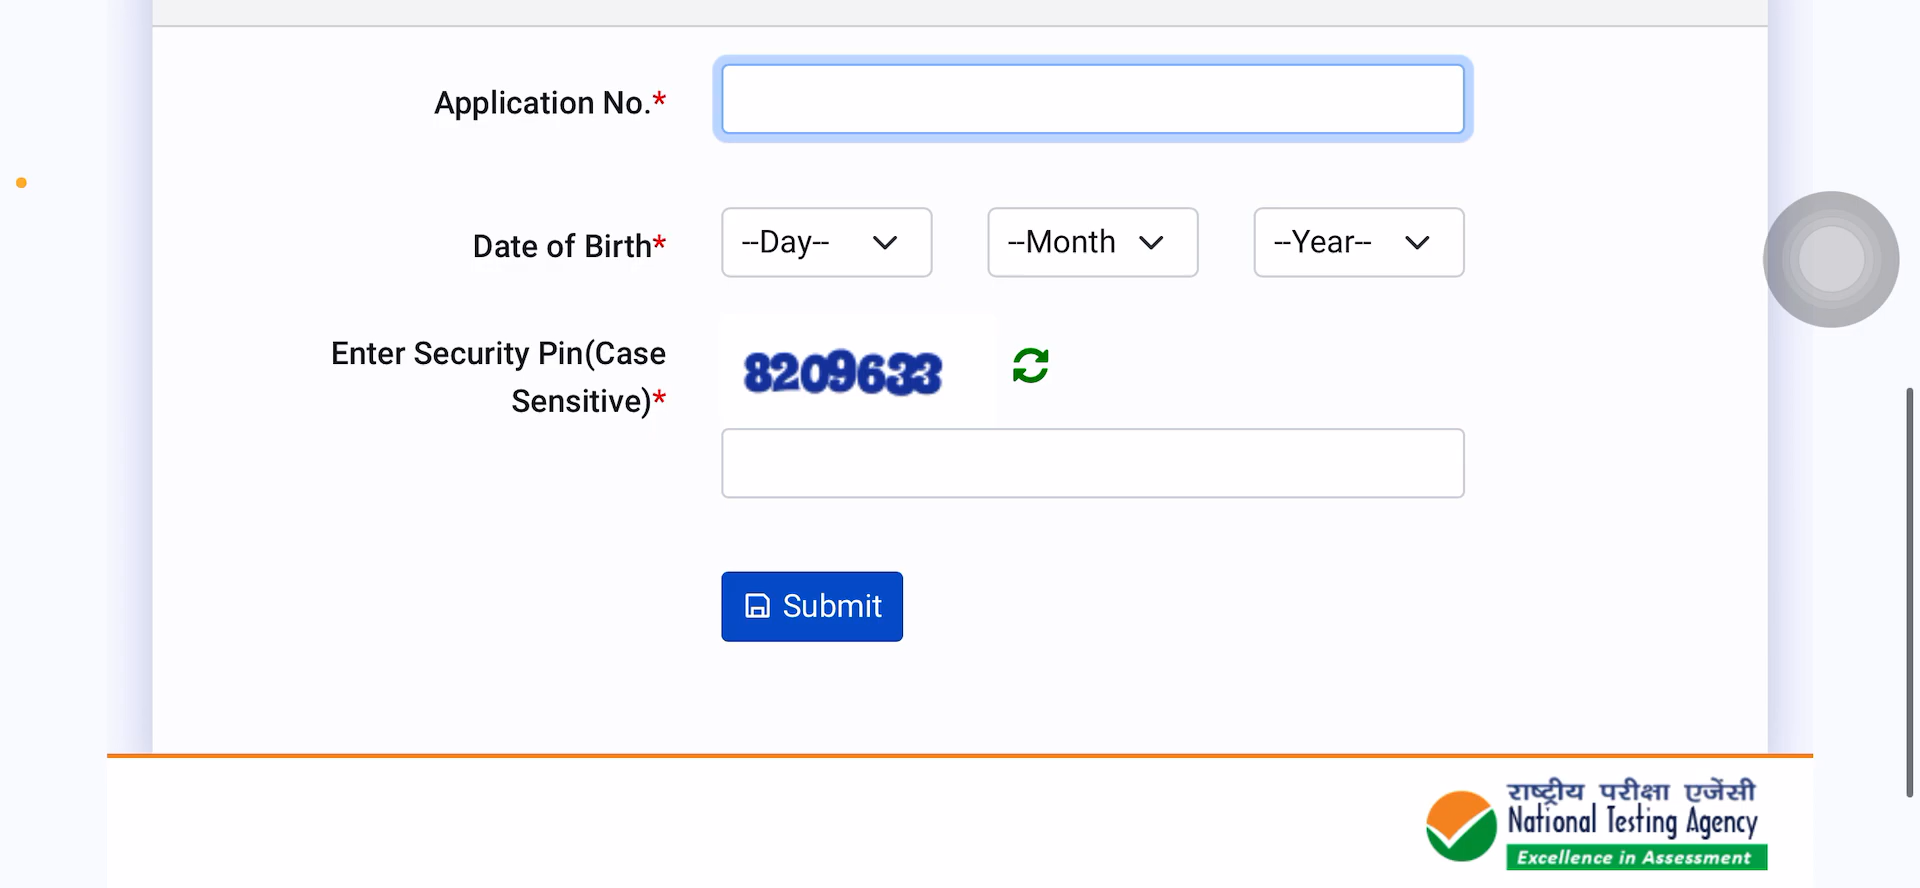 Application No.*
Date of Birth*
--Day--
--Month
--Year--
Enter Security Pin(Case
Sensitive)*
8209633
Submit
राष्ट्रीय परीक्षा एजेंसी
National Testing Agency
Excellence in Assessment